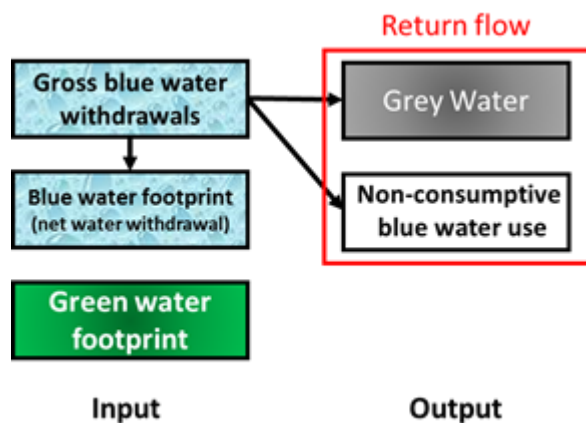 Return flow
Gross blue water
withdrawals
Grey Water
Blue water footprint
(net water withdrawal)
Non-consumptive
blue water use
Green water
footprint
Input
Output